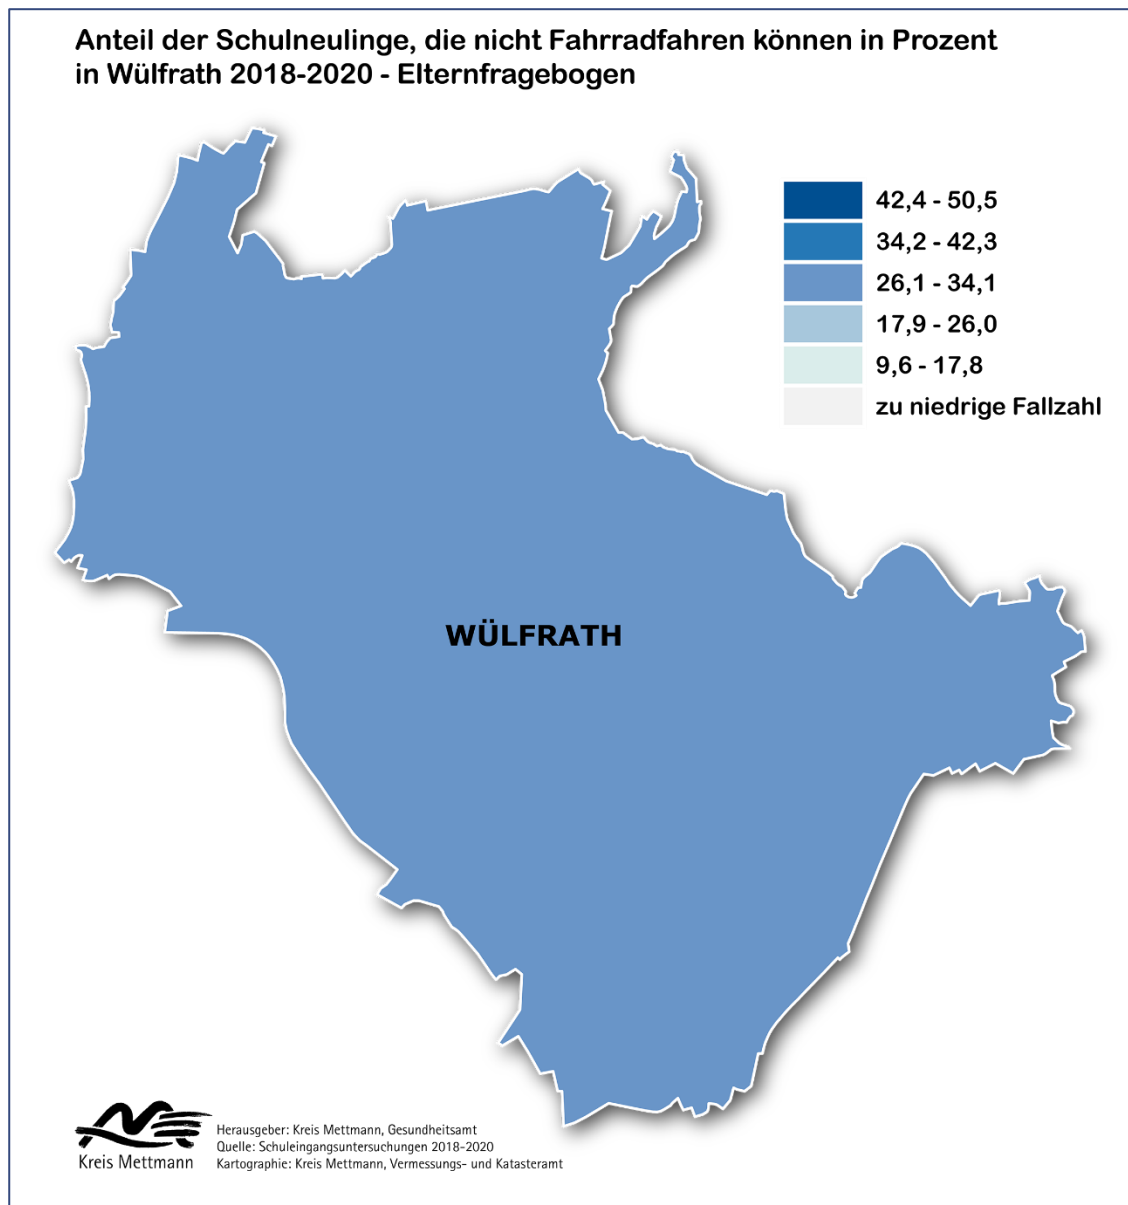 Anteil der Schulneulinge, die nicht Fahrradfahren können in Prozent
in Wülfrath 2018-2020 - Elternfragebogen
42,4 - 50,5
34,2 - 42,3
26,1 - 34,1
17,9 - 26,0
9,6 - 17,8
zu niedrige Fallzahl
WÜLFRATH
Kreis Mettmann
Herausgeber: Kreis Mettmann, Gesundheitsamt
Quelle: Schuleingangsuntersuchungen 2018-2020
Kartographie: Kreis Mettmann, Vermessungs- und Katasteramt